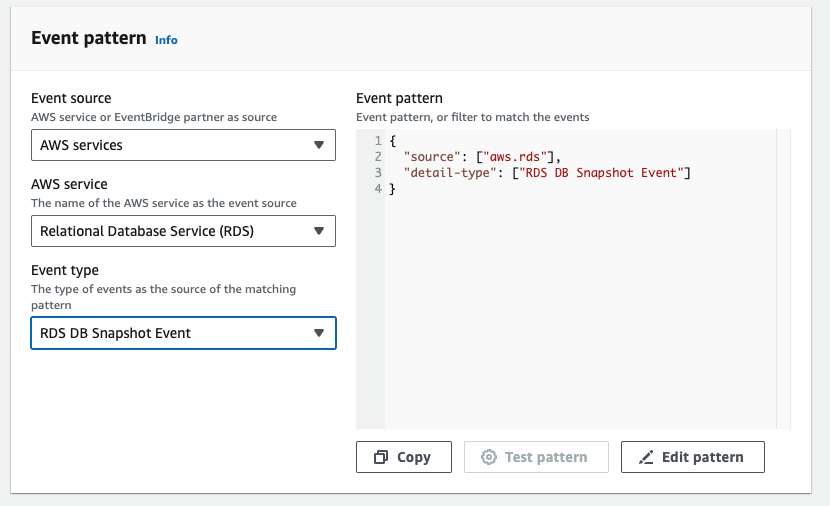 Event pattern Info
Event source
AWS service or EventBridge partner as source
AWS services
AWS service
The name of the AWS service as the event source
Relational Database Service (RDS)
Event type
The type of events as the source of the matching
pattern
RDS DB Snapshot Event
Event pattern
Event pattern, or filter to match the events
1 {
2 "source": ["aws.rds"],
3 "detail-type": ["RDS DB Snapshot Event"]
4 }
Copy
Test pattern
Edit pattern